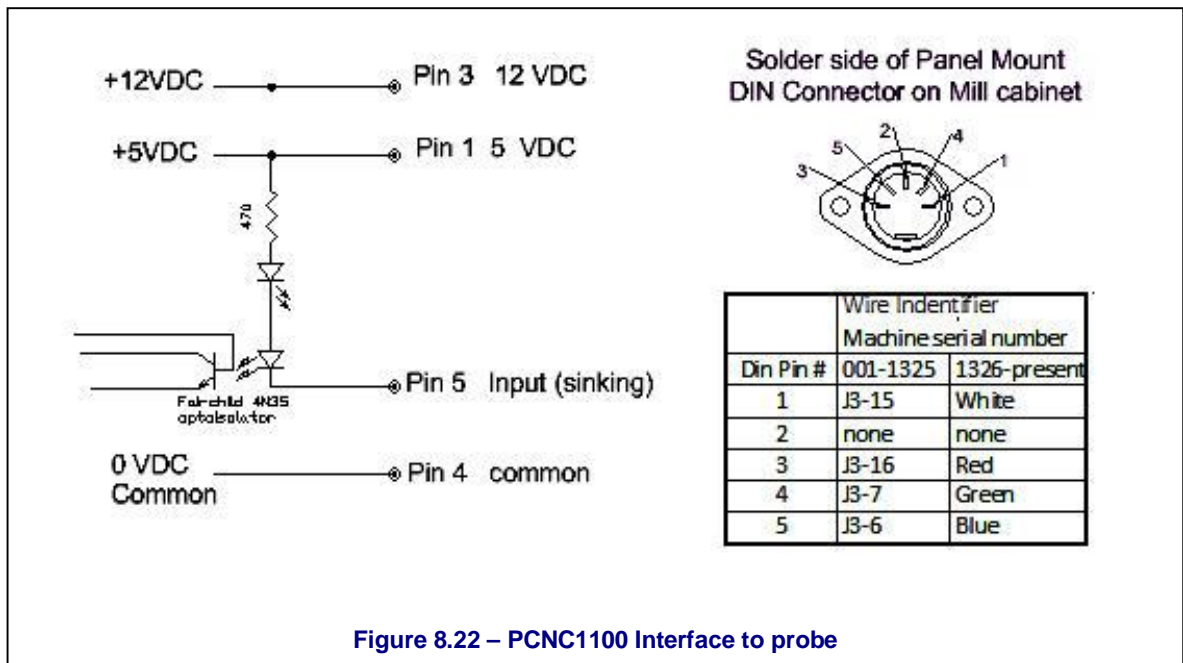 +12VDC Pin 3 12 VDC
+5VDC Pin 1 5 VDC
470
Fairchild 4N35
optoisolator
Pin 5 Input (sinking)
0 VDC
Common
Pin 4 common
Solder side of Panel Mount
DIN Connector on Mill cabinet
2
4
5
1
3
Wire Indentifier
Machine serial number
Din Pin # 001-1325 1326-present
1 J3-15 White
2 none none
3 J3-16 Red
4 J3-7 Green
5 J3-6 Blue
Figure 8.22 – PCNC1100 Interface to probe